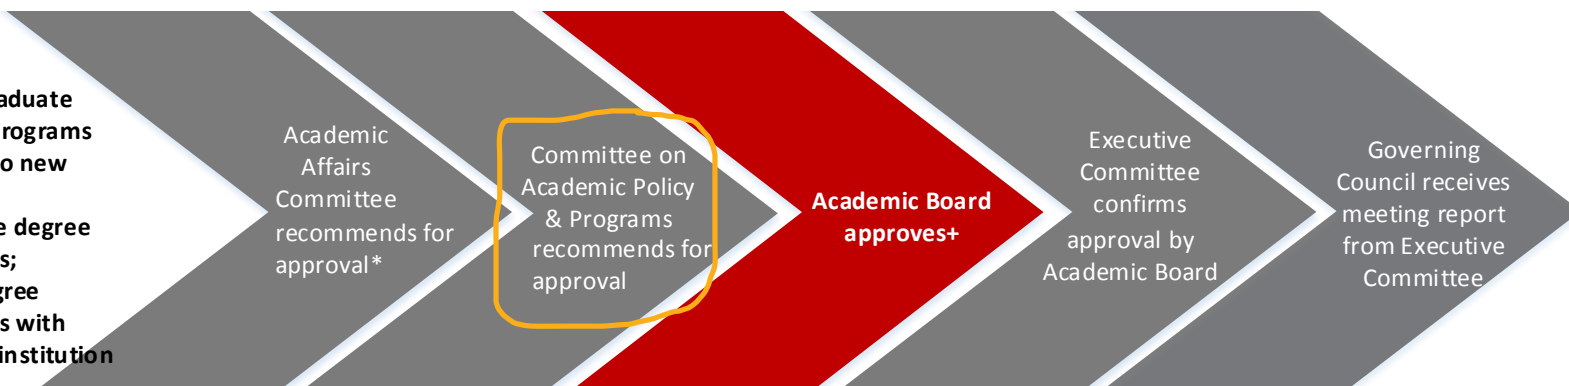 aduate
rograms
o new
e degree
s;
gree
s with
institution
Academic
Affairs
Committee
recommends for
approval*
Committee on
Academic Policy
& Programs
recommends for
approval
Academic Board
approves+
Executive
Committee
confirms
approval by
Academic Board
Governing
Council receives
meeting report
from Executive
Committee